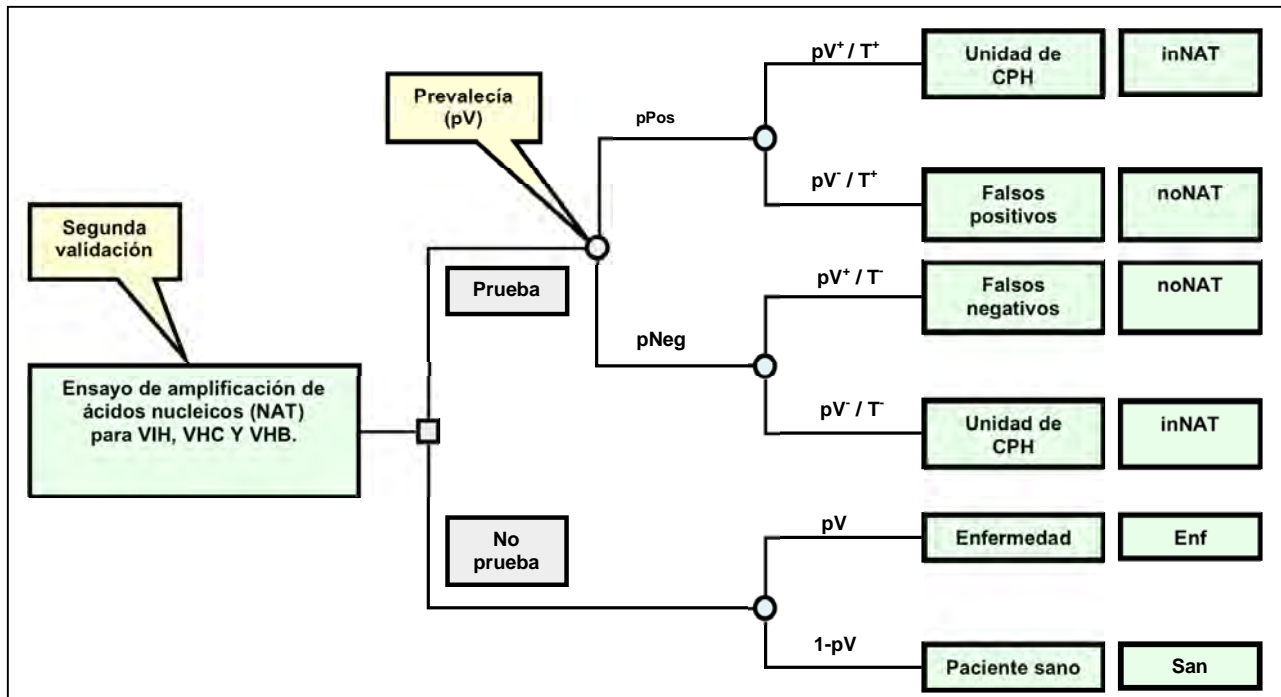 pV⁺ / T⁺
Unidad de
CPH
inNAT
Prevalecía
(pV)
pPos
pV⁻ / T⁺
Falsos
positivos
noNAT
Segunda
validación
Prueba
pV⁺ / T⁻
Falsos
negativos
noNAT
pNeg
Ensayo de amplificación de
ácidos nucleicos (NAT)
para VIH, VHC Y VHB.
pV⁻ / T⁻
Unidad de
CPH
inNAT
No
prueba
pV
Enfermedad
Enf
1-pV
Paciente sano
San